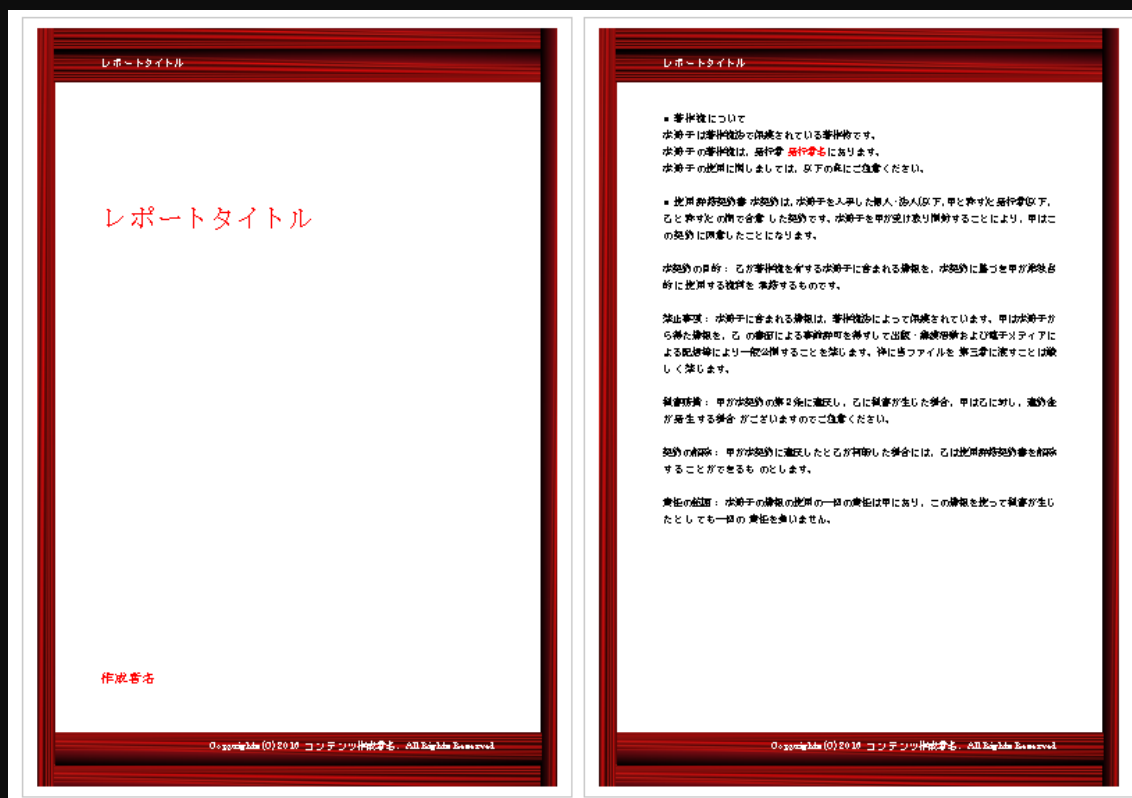 レポートタイトル
レポートタイトル
作成者名
Copyrights (C) 2016 コンテンツ作成者名. All Rights Reserved
レポートタイトル
■ 著作権について
本冊子は著作権法で保護されている著作物です。
本冊子の著作権は、発行者 発行者名にあります。
本冊子の使用に関しましては、以下の点にご注意ください。
■ 使用許諾契約書 本契約は、本冊子を入手した個人・法人(以下、甲と称す)と発行者(以下、
乙と称す)との間で合意 した契約です。本冊子を甲が受け取り開封することにより、甲はこ
の契約に同意したことになります。
本契約の目的： 乙が著作権を有する本冊子に含まれる情報を、本契約に基づき甲が非独占
的に使用する権利を 承諾するものです。
禁止事項： 本冊子に含まれる情報は、著作権法によって保護されています。甲は本冊子か
ら得た情報を、乙 の書面による事前許可を得ずして出版・講演活動および電子メディアに
よる配信等により一般公開することを禁じます。特に当ファイルを 第三者に渡すことは厳
しく禁じます。
損害賠償： 甲が本契約の第２条に違反し、乙に損害が生じた場合、甲は乙に対し、違約金
が発生する場合 がございますのでご注意ください。
契約の解除： 甲が本契約に違反したと乙が判断した場合には、乙は使用許諾契約書を解除
することができるも のとします。
責任の範囲： 本冊子の情報の使用の一切の責任は甲にあり、この情報を使って損害が生じ
たとしても一切の 責任を負いません。
Copyrights (C) 2016 コンテンツ作成者名. All Rights Reserved